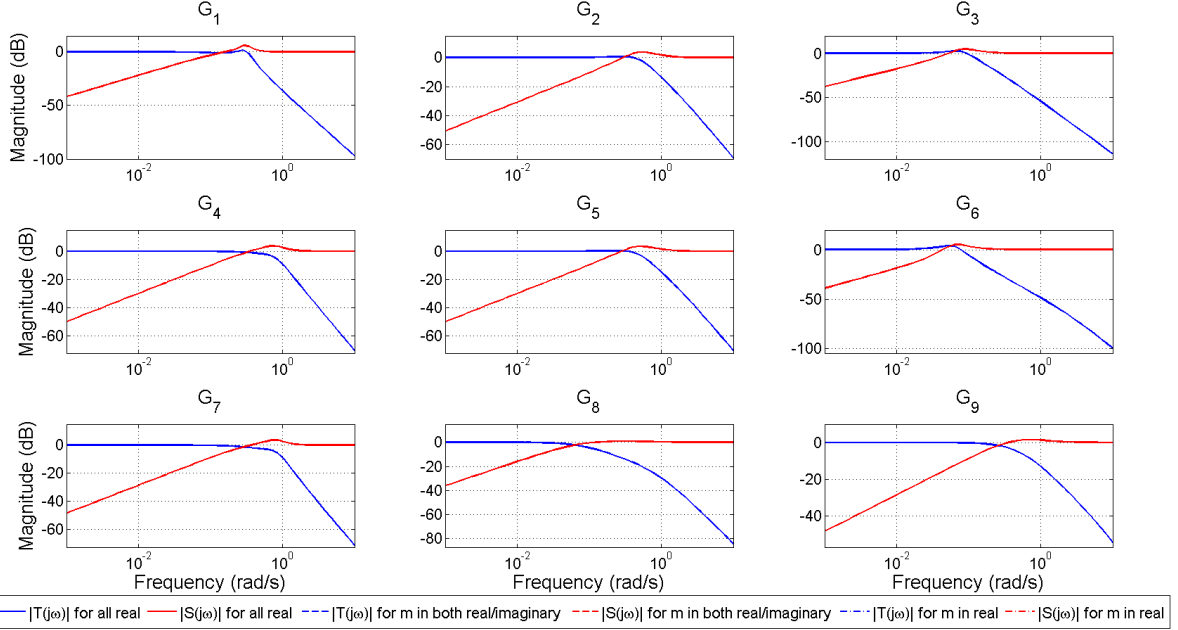 G1
G2
G3
Magnitude (dB)
0
-50
-100
10^-2
10^0
0
-20
-40
-60
10^-2
10^0
0
-50
-100
10^-2
10^0
G4
G5
G6
Magnitude (dB)
0
-20
-40
-60
10^-2
10^0
0
-20
-40
-60
10^-2
10^0
0
-50
-100
10^-2
10^0
G7
G8
G9
Magnitude (dB)
0
-20
-40
-60
10^-2
10^0
Frequency (rad/s)
0
-20
-40
-60
-80
10^-2
10^0
Frequency (rad/s)
0
-20
-40
10^-2
10^0
Frequency (rad/s)
|T(jω)| for all real
|S(jω)| for all real
|T(jω)| for m in both real/imaginary
|S(jω)| for m in both real/imaginary
|T(jω)| for m in real
|S(jω)| for m in real